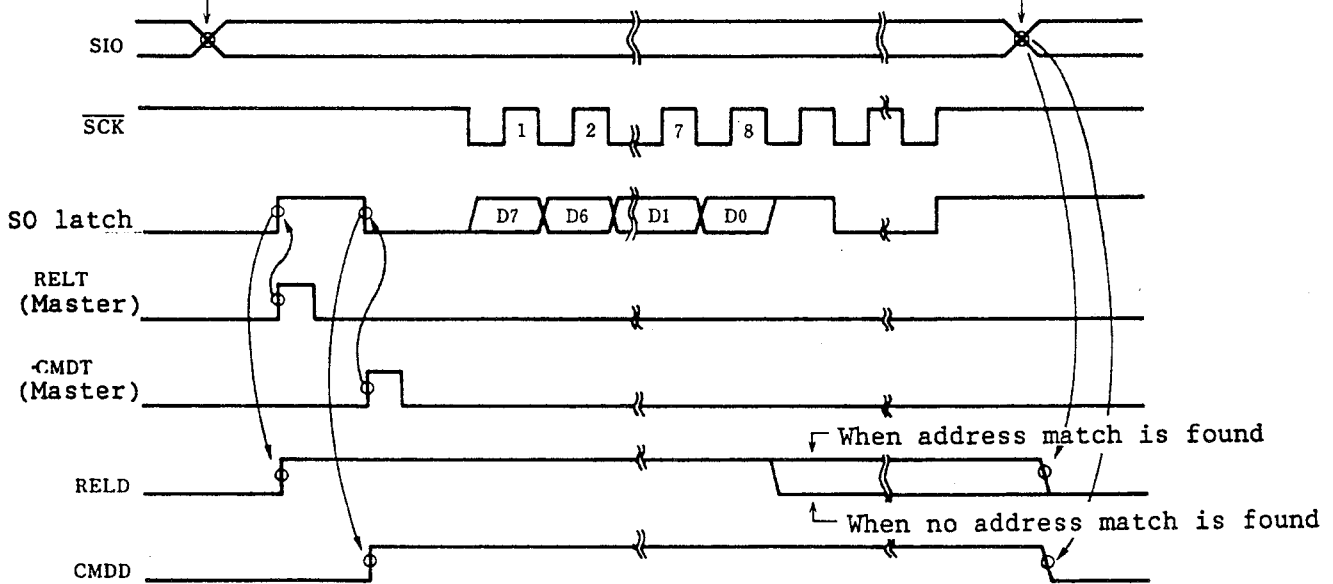 SIO
SCK
1 2 7 8
SO latch
D7 D6 D1 D0
RELT
(Master)
CMDT
(Master)
When address match is found
RELD
When no address match is found
CMDD